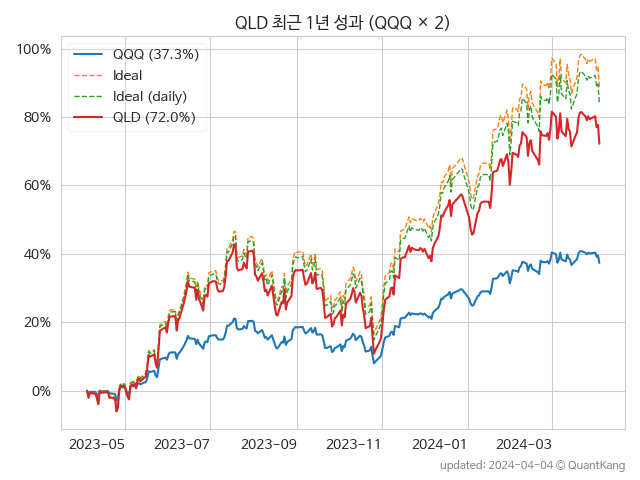 QLD 최근 1년 성과 (QQQ × 2)
100%
80%
60%
40%
20%
0%
QQQ (37.3%)
Ideal
Ideal (daily)
QLD (72.0%)
2023-05
2023-07
2023-09
2023-11
2024-01
2024-03
updated: 2024-04-04 © QuantKang